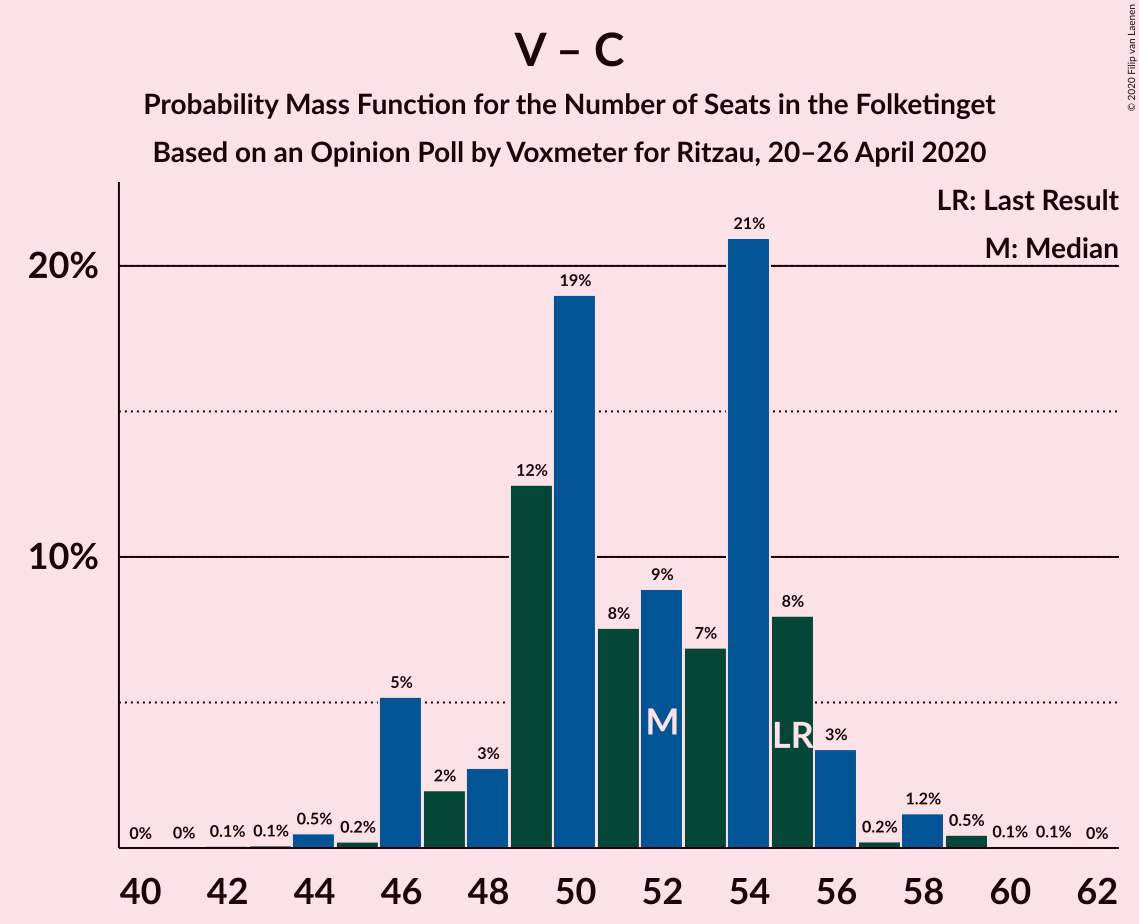 V – C
Probability Mass Function for the Number of Seats in the Folketinget
Based on an Opinion Poll by Voxmeter for Ritzau, 20–26 April 2020
© 2020 Filip van Laenen
LR: Last Result
M: Median
20%
10%
0% 0% 0.1% 0.1% 0.5% 0.2% 5% 2% 3% 12% 19% 8% 9% 7% 21% 8% 3% 0.2% 1.2% 0.5% 0.1% 0.1% 0%
M LR
40 42 44 46 48 50 52 54 56 58 60 62